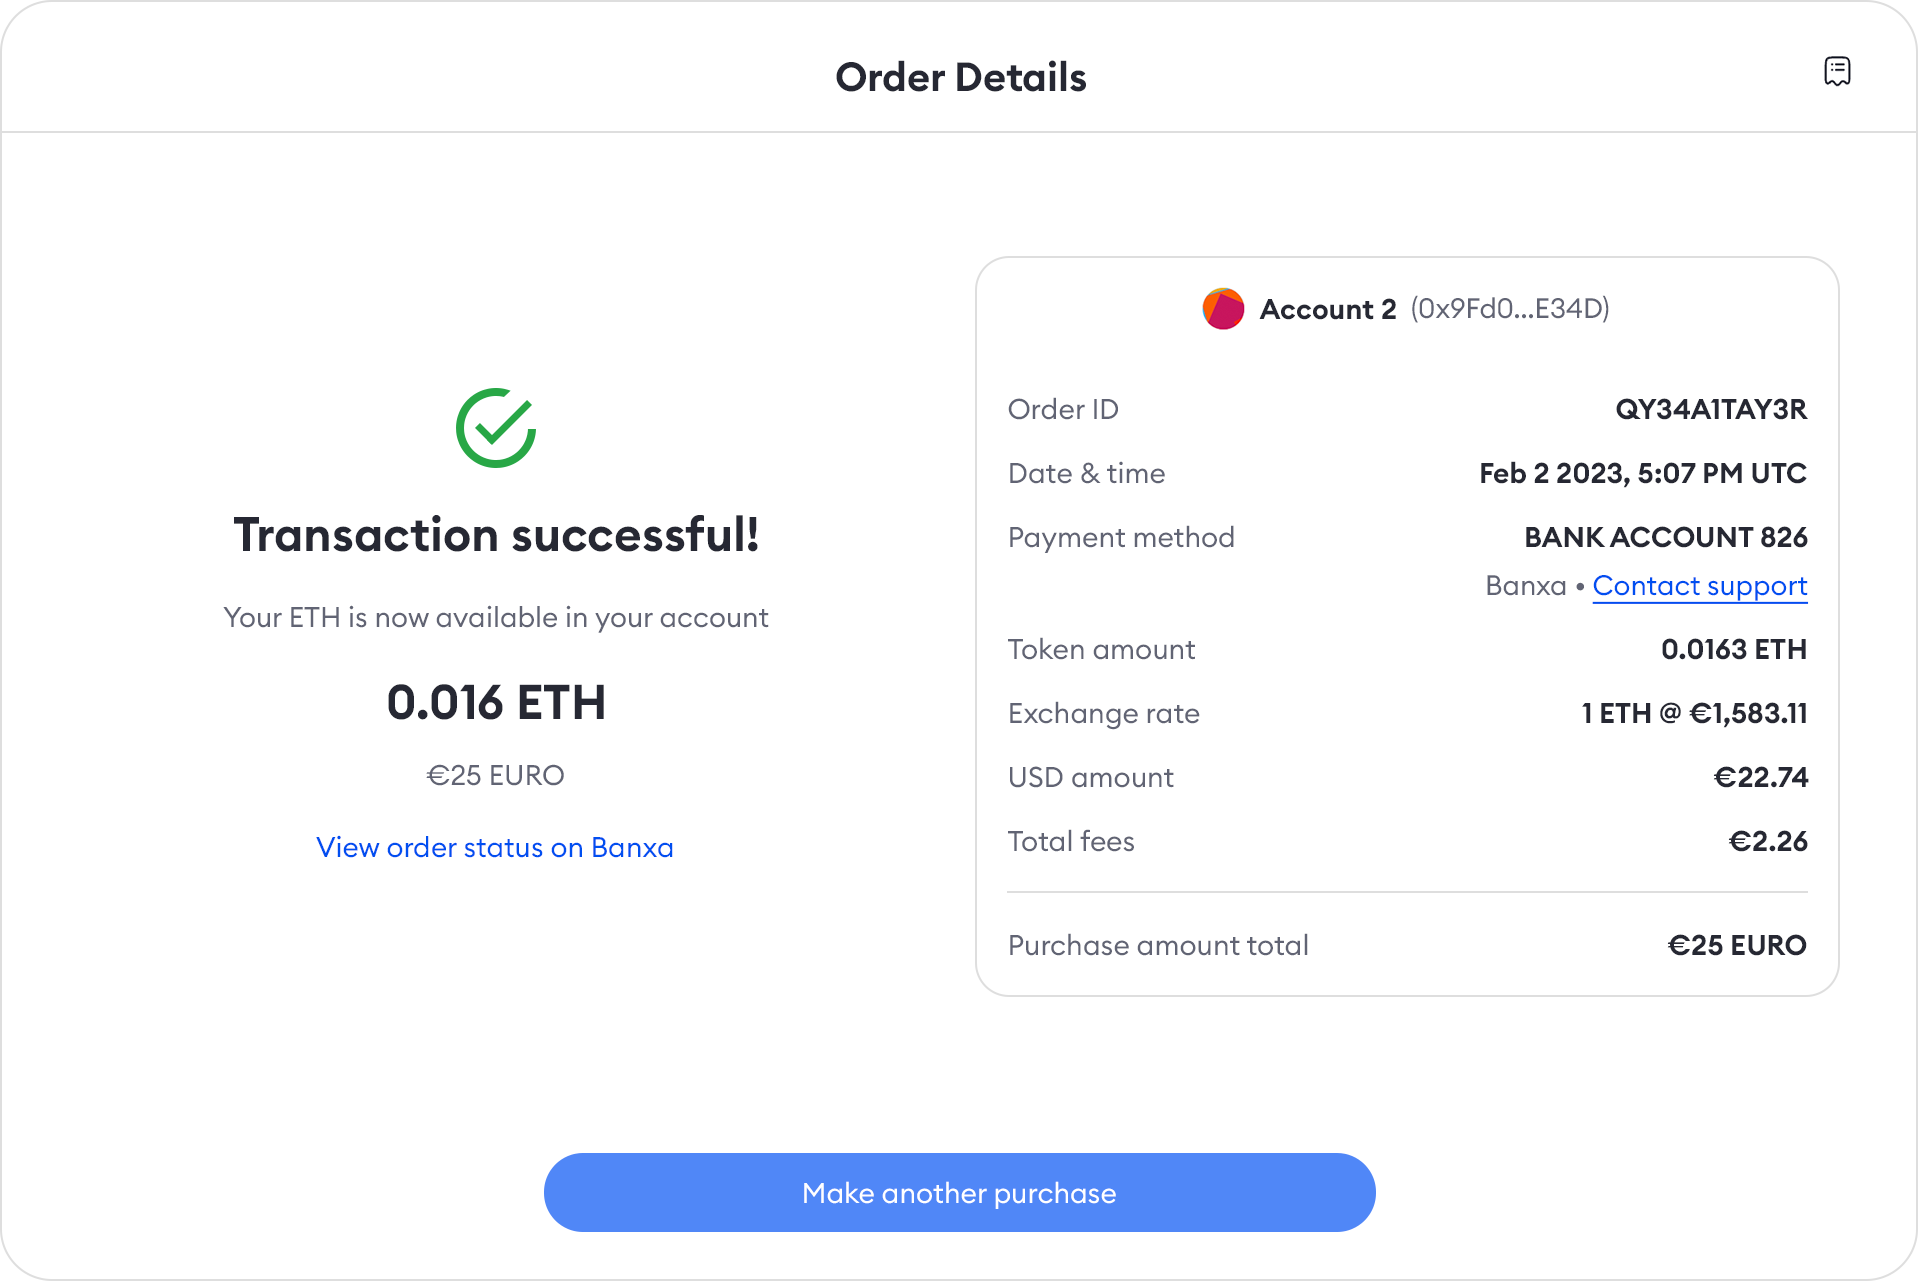 Order Details
Transaction successful!
Your ETH is now available in your account
0.016 ETH
€25 EURO
View order status on Banxa
Account 2 (0x9Fd0...E34D)
Order ID QY34A1TAY3R
Date & time Feb 2 2023, 5:07 PM UTC
Payment method BANK ACCOUNT 826
Banxa • Contact support
Token amount 0.0163 ETH
Exchange rate 1 ETH @ €1,583.11
USD amount €22.74
Total fees €2.26
Purchase amount total €25 EURO
Make another purchase